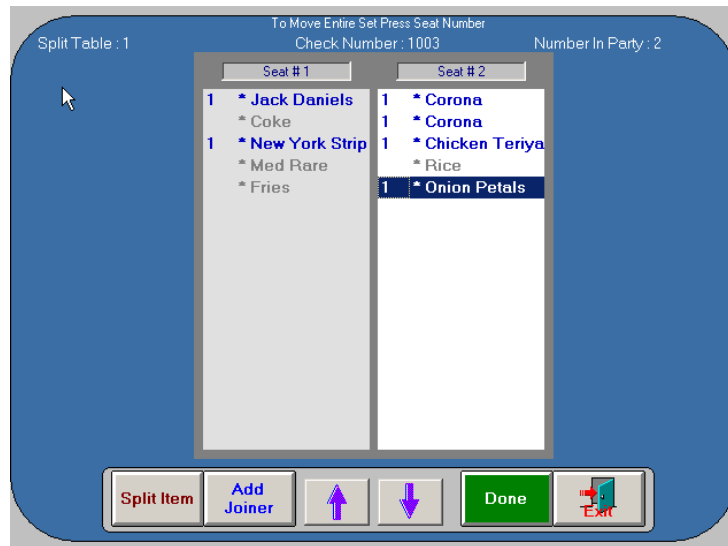 To Move Entire Set Press Seat Number
Split Table : 1 Check Number : 1003 Number In Party : 2
Seat # 1
1 * Jack Daniels
* Coke
1 * New York Strip
* Med Rare
* Fries
Seat # 2
1 * Corona
1 * Corona
1 * Chicken Teriya
* Rice
1 * Onion Petals
Split Item
Add
Joiner
Done
Exit